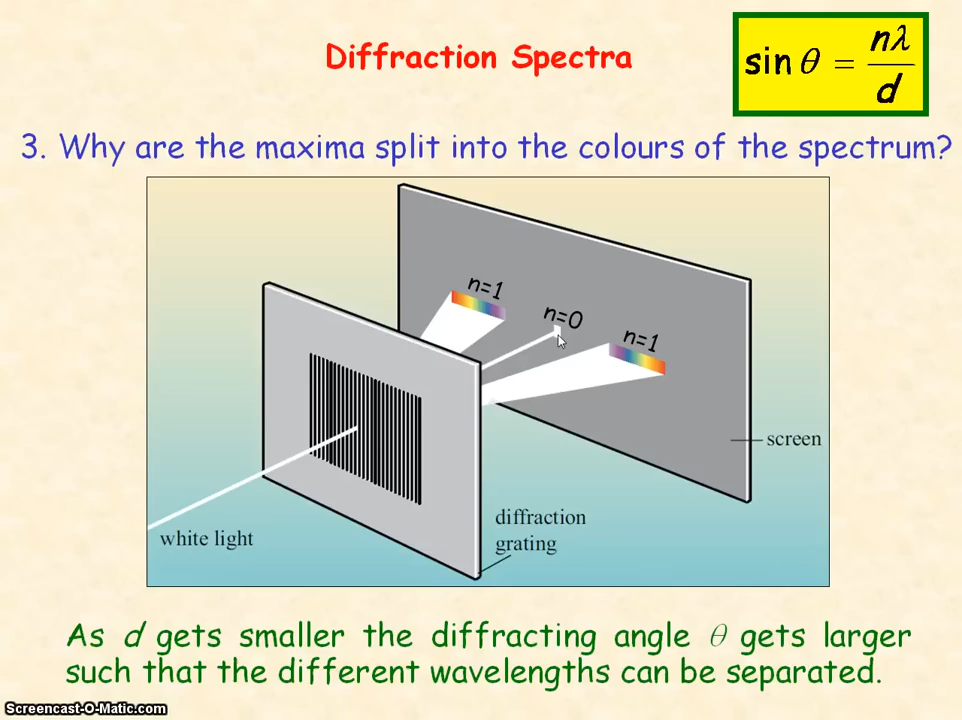 Diffraction Spectra
sin θ = nλ/d
3. Why are the maxima split into the colours of the spectrum?
n=1
n=0
n=1
screen
diffraction
grating
white light
As d gets smaller the diffracting angle θ gets larger
such that the different wavelengths can be separated.
Screencast-O-Matic.com